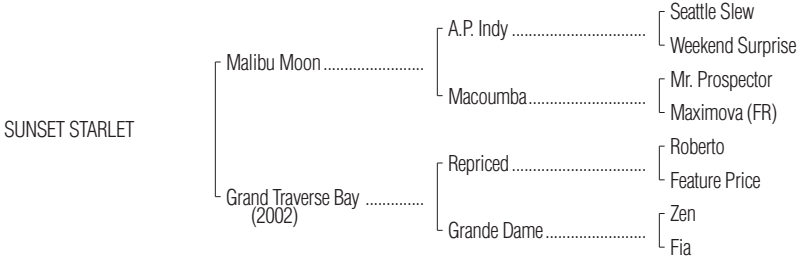 Seattle Slew
A.P. Indy ..............................
Weekend Surprise
Malibu Moon.......................
Mr. Prospector
Macoumba..........................
Maximova (FR)
SUNSET STARLET
Roberto
Repriced ..............................
Feature Price
Grand Traverse Bay .............
(2002)
Zen
Grande Dame......................
Fia